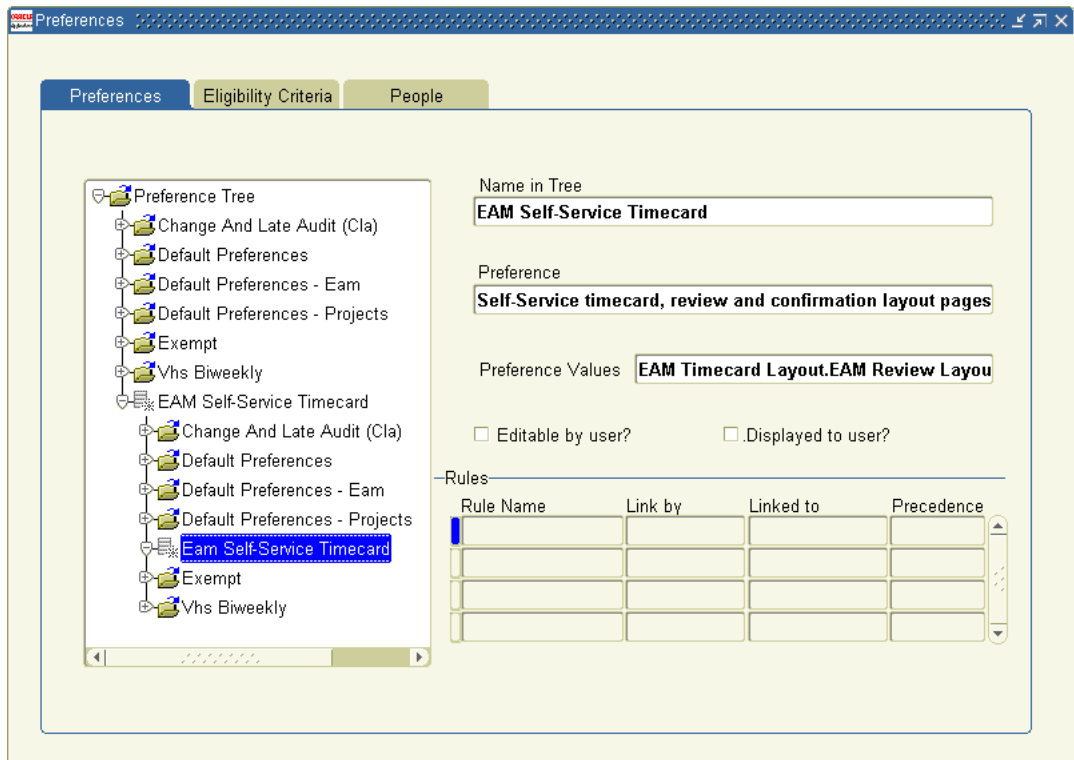 ORACLE
Preferences
Preferences Eligibility Criteria People
Preference Tree
Change And Late Audit (Cla)
Default Preferences
Default Preferences - Eam
Default Preferences - Projects
Exempt
Vhs Biweekly
EAM Self-Service Timecard
Change And Late Audit (Cla)
Default Preferences
Default Preferences - Eam
Default Preferences - Projects
Eam Self-Service Timecard
Exempt
Vhs Biweekly
Name in Tree
EAM Self-Service Timecard
Preference
Self-Service timecard, review and confirmation layout pages
Preference Values EAM Timecard Layout.EAM Review Layou
Editable by user? .Displayed to user?
Rules
Rule Name Link by Linked to Precedence